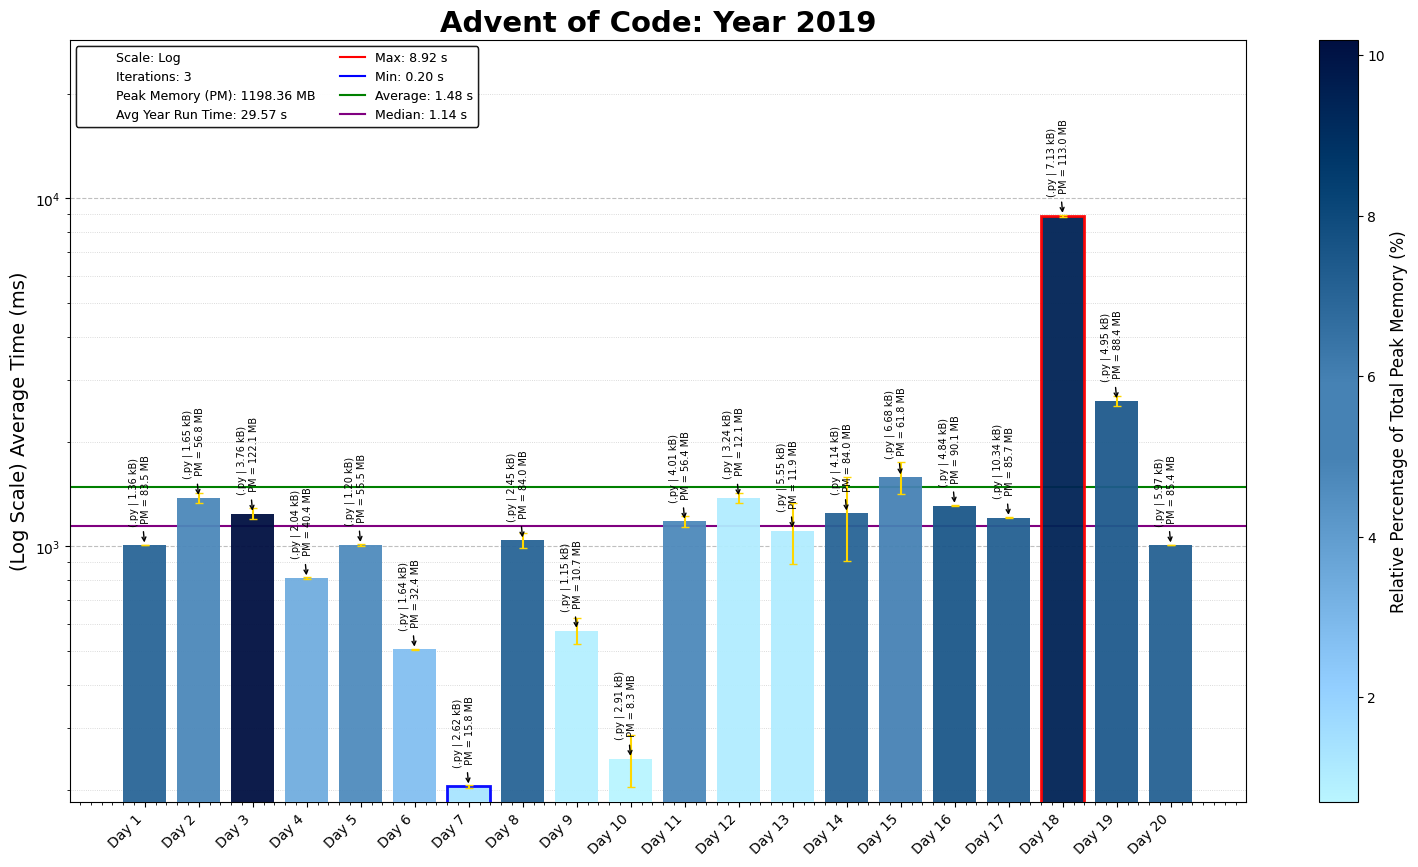 Advent of Code: Year 2019
Scale: Log
Iterations: 3
Peak Memory (PM): 1198.36 MB
Avg Year Run Time: 29.57 s
Max: 8.92 s
Min: 0.20 s
Average: 1.48 s
Median: 1.14 s
(Log Scale) Average Time (ms)
10⁴
10³
(.py | 1.36 kB)
PM = 83.5 MB
(.py | 1.65 kB)
PM = 56.8 MB
(.py | 3.76 kB)
PM = 122.1 MB
(.py | 2.04 kB)
PM = 40.4 MB
(.py | 1.20 kB)
PM = 55.5 MB
(.py | 1.64 kB)
PM = 32.4 MB
(.py | 2.62 kB)
PM = 15.8 MB
(.py | 2.45 kB)
PM = 84.0 MB
(.py | 1.15 kB)
PM = 10.7 MB
(.py | 2.91 kB)
PM = 8.3 MB
(.py | 4.01 kB)
PM = 56.4 MB
(.py | 3.24 kB)
PM = 12.1 MB
(.py | 5.55 kB)
PM = 11.9 MB
(.py | 4.14 kB)
PM = 84.0 MB
(.py | 6.68 kB)
PM = 61.8 MB
(.py | 4.84 kB)
PM = 90.1 MB
(.py | 10.34 kB)
PM = 85.7 MB
(.py | 7.13 kB)
PM = 113.0 MB
(.py | 4.95 kB)
PM = 88.4 MB
(.py | 5.97 kB)
PM = 85.4 MB
Day 1
Day 2
Day 3
Day 4
Day 5
Day 6
Day 7
Day 8
Day 9
Day 10
Day 11
Day 12
Day 13
Day 14
Day 15
Day 16
Day 17
Day 18
Day 19
Day 20
10
8
6
4
2
Relative Percentage of Total Peak Memory (%)